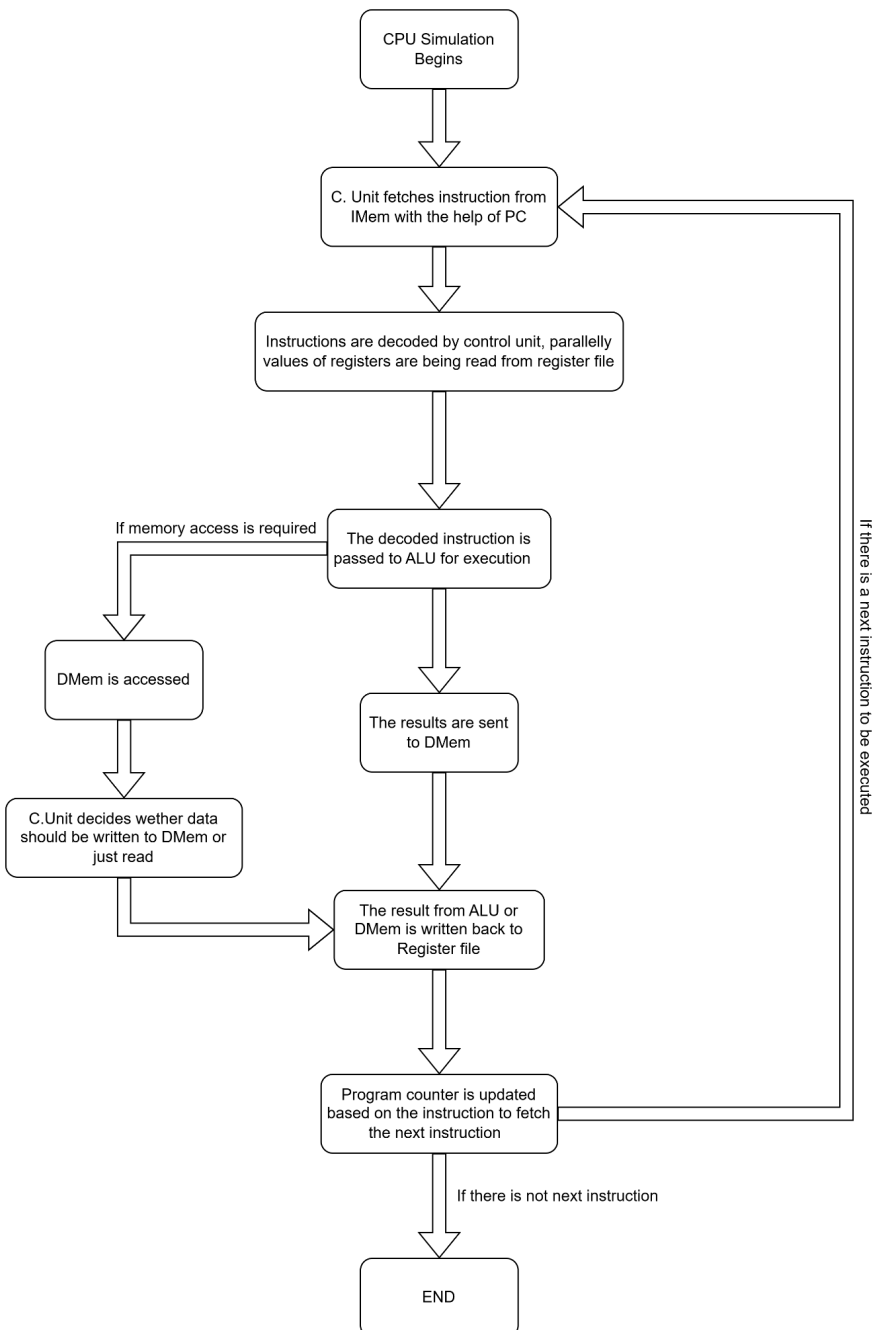 CPU Simulation
Begins
C. Unit fetches instruction from
IMem with the help of PC
Instructions are decoded by control unit, parallelly
values of registers are being read from register file
If memory access is required
The decoded instruction is
passed to ALU for execution
If there is a next instruction to be executed
DMem is accessed
The results are sent
to DMem
C.Unit decides wether data
should be written to DMem or
just read
The result from ALU or
DMem is written back to
Register file
Program counter is updated
based on the instruction to fetch
the next instruction
If there is not next instruction
END